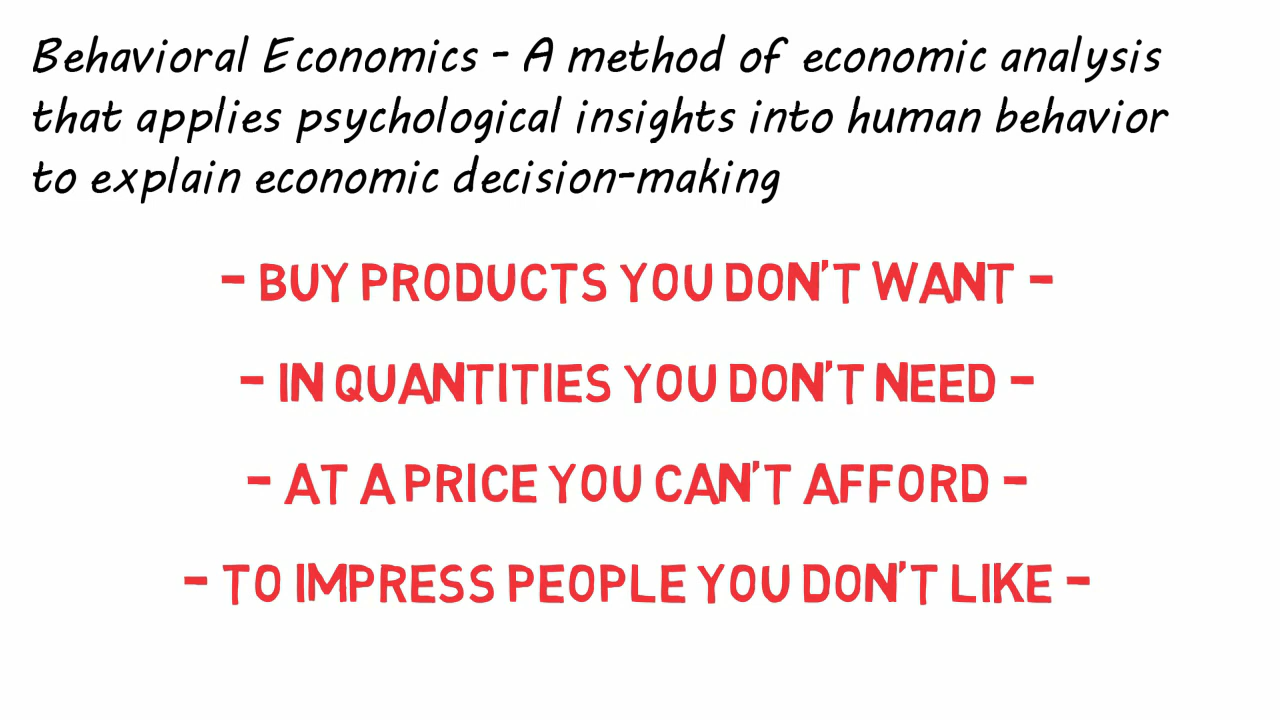 Behavioral Economics - A method of economic analysis
that applies psychological insights into human behavior
to explain economic decision-making
- BUY PRODUCTS YOU DON'T WANT -
- IN QUANTITIES YOU DON'T NEED -
- AT A PRICE YOU CAN'T AFFORD -
- TO IMPRESS PEOPLE YOU DON'T LIKE -